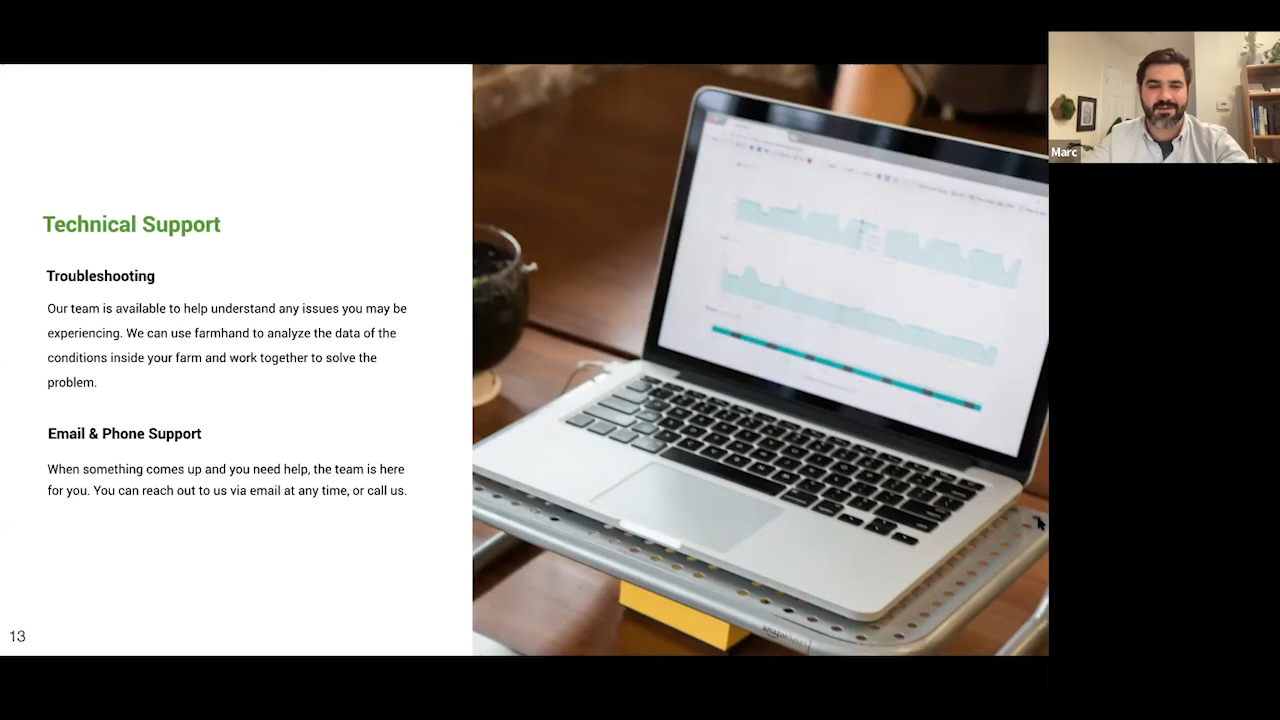 Technical Support
Troubleshooting
Our team is available to help understand any issues you may be
experiencing. We can use farmhand to analyze the data of the
conditions inside your farm and work together to solve the
problem.
Email & Phone Support
When something comes up and you need help, the team is here
for you. You can reach out to us via email at any time, or call us.
13
Marc